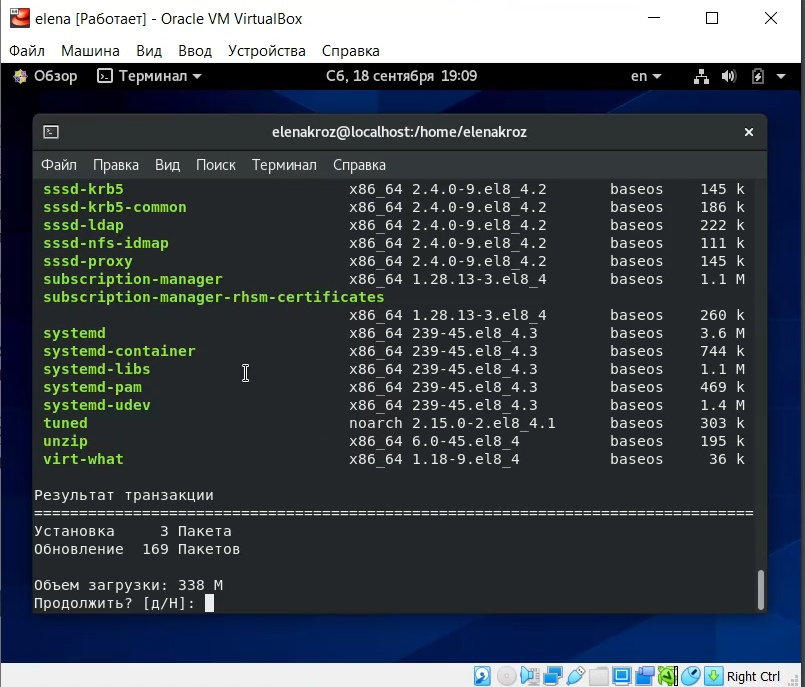 elena [Работает] - Oracle VM VirtualBox
Файл Машина Вид Ввод Устройства Справка
Обзор Терминал Сб, 18 сентября 19:09 en
elenakroz@localhost:/home/elenakroz
Файл Правка Вид Поиск Терминал Справка
sssd-krb5 x86_64 2.4.0-9.el8_4.2 baseos 145 k
sssd-krb5-common x86_64 2.4.0-9.el8_4.2 baseos 186 k
sssd-ldap x86_64 2.4.0-9.el8_4.2 baseos 222 k
sssd-nfs-idmap x86_64 2.4.0-9.el8_4.2 baseos 111 k
sssd-proxy x86_64 2.4.0-9.el8_4.2 baseos 145 k
subscription-manager x86_64 1.28.13-3.el8_4 baseos 1.1 M
subscription-manager-rhsm-certificates
x86_64 1.28.13-3.el8_4 baseos 260 k
systemd x86_64 239-45.el8_4.3 baseos 3.6 M
systemd-container x86_64 239-45.el8_4.3 baseos 744 k
systemd-libs x86_64 239-45.el8_4.3 baseos 1.1 M
systemd-pam x86_64 239-45.el8_4.3 baseos 469 k
systemd-udev x86_64 239-45.el8_4.3 baseos 1.4 M
tuned noarch 2.15.0-2.el8_4.1 baseos 303 k
unzip x86_64 6.0-45.el8_4 baseos 195 k
virt-what x86_64 1.18-9.el8_4 baseos 36 k
Результат транзакции
================================================================================
Установка 3 Пакета
Обновление 169 Пакетов
Объем загрузки: 338 M
Продолжить? [д/Н]:
Right Ctrl